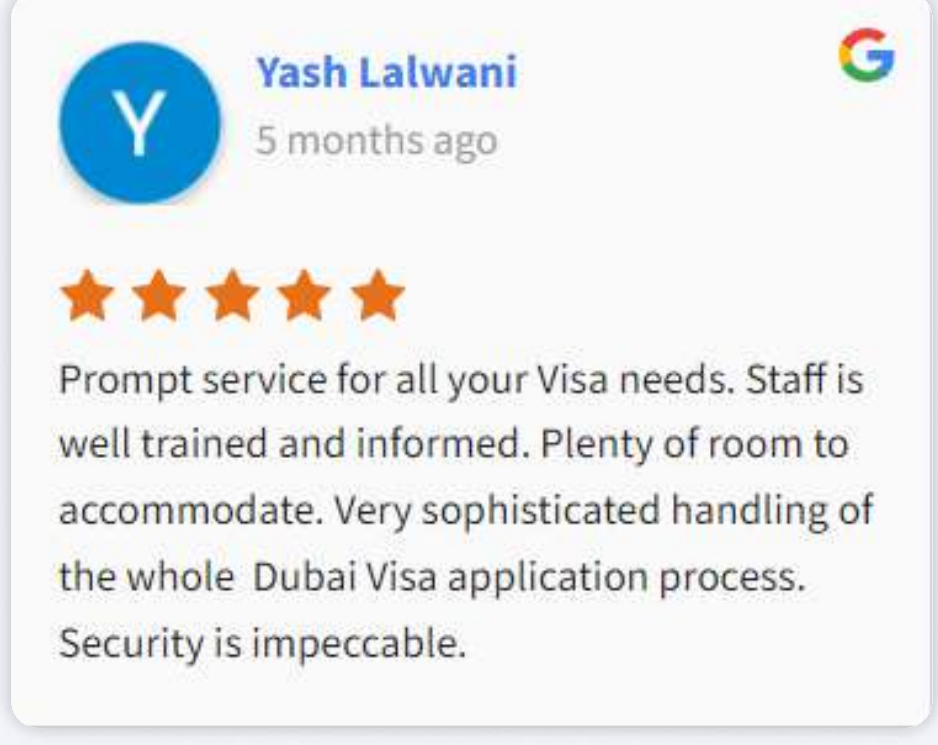 Y
Yash Lalwani
G
5 months ago
Prompt service for all your Visa needs. Staff is
well trained and informed. Plenty of room to
accommodate. Very sophisticated handling of
the whole  Dubai Visa application process.
Security is impeccable.